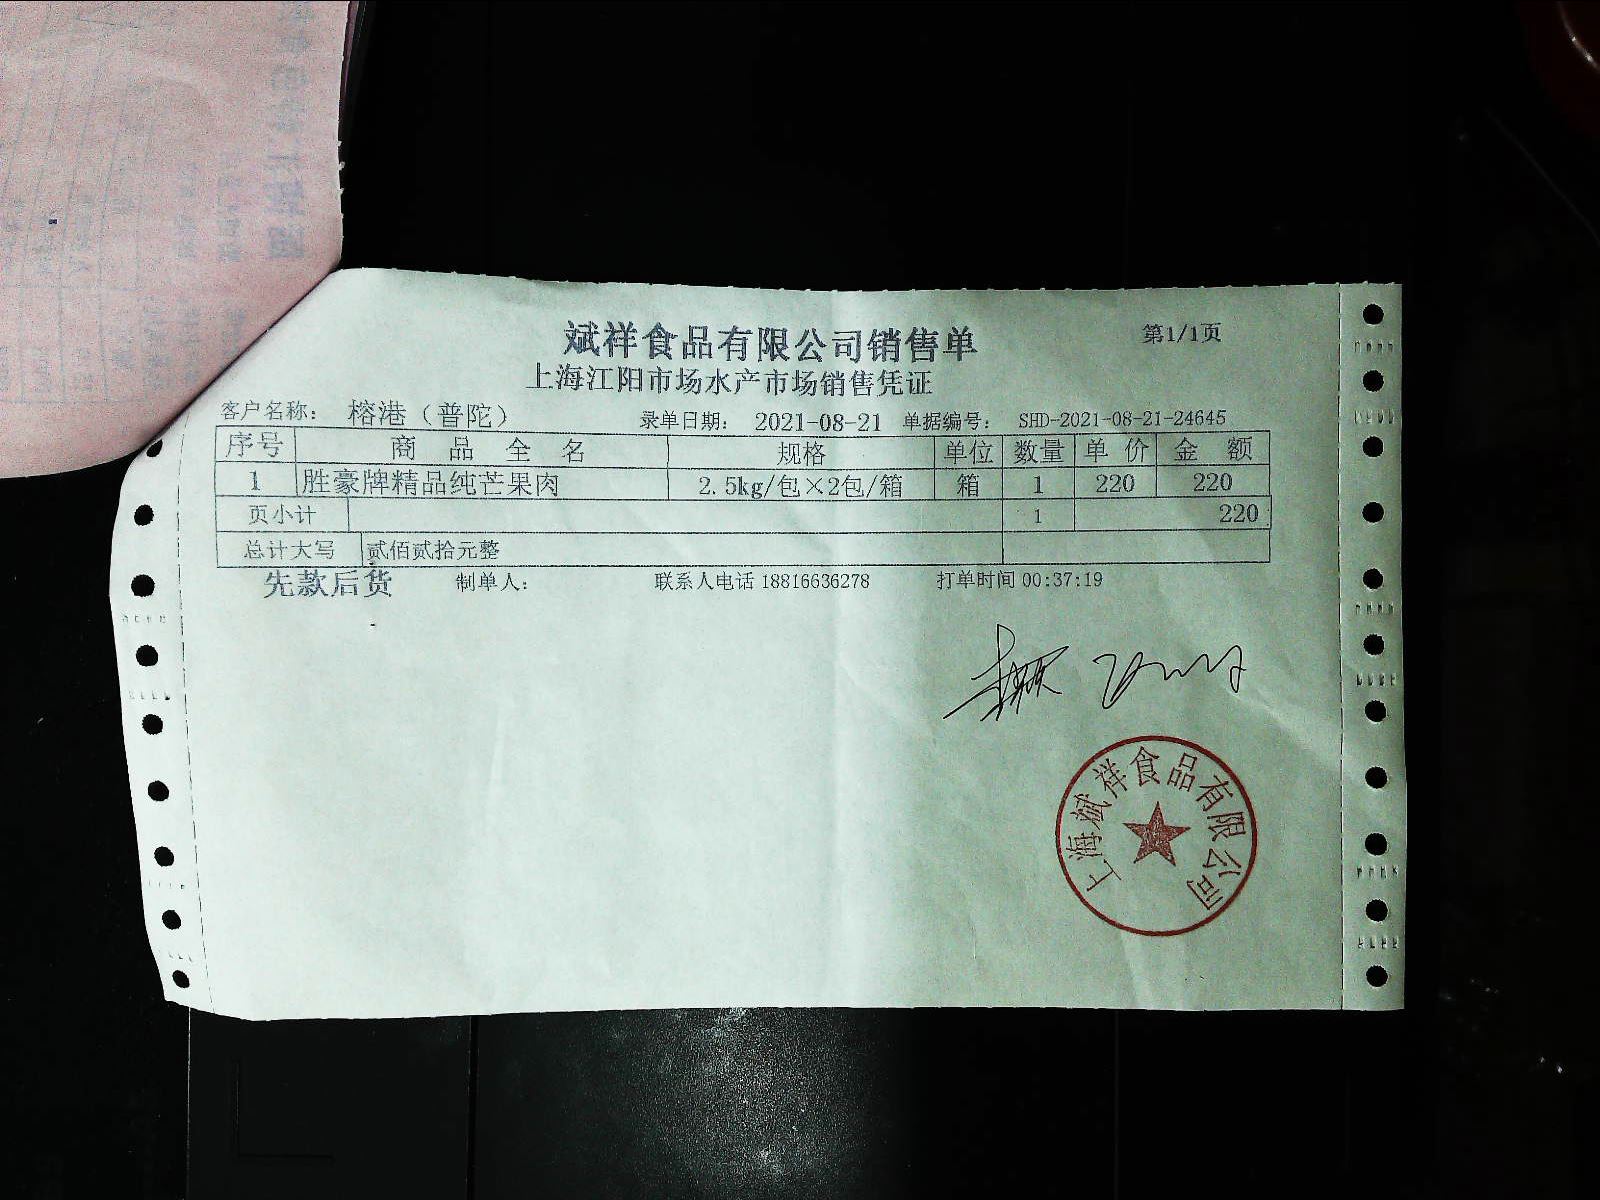 斌祥食品有限公司销售单 第1/1页
上海江阳市场水产市场销售凭证
客户名称： 榕港（普陀） 录单日期： 2021-08-21 单据编号： SHD-2021-08-21-24645
序号 商品全名 规格 单位 数量 单价 金额
1 胜豪牌精品纯芒果肉 2.5kg/包×2包/箱 箱 1 220 220
页小计 1 220
总计大写 贰佰贰拾元整
先款后货 制单人： 联系人电话 18816636278 打单时间 00:37:19
上海斌祥食品有限公司